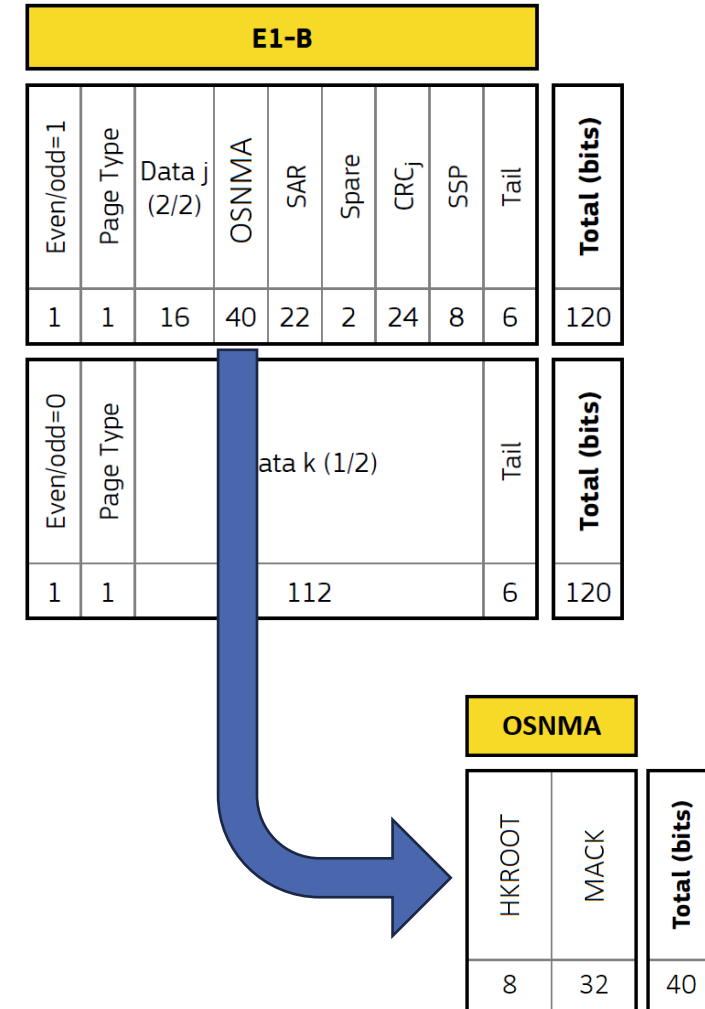 E1-B
Even/odd=1
Page Type
Data j
(2/2)
OSNMA
SAR
Spare
CRCj
SSP
Tail
Total (bits)
1 1 16 40 22 2 24 8 6 120
Even/odd=0
Page Type
ata k (1/2)
Tail
Total (bits)
1 1 112 6 120
OSNMA
HKROOT
MACK
Total (bits)
8 32 40